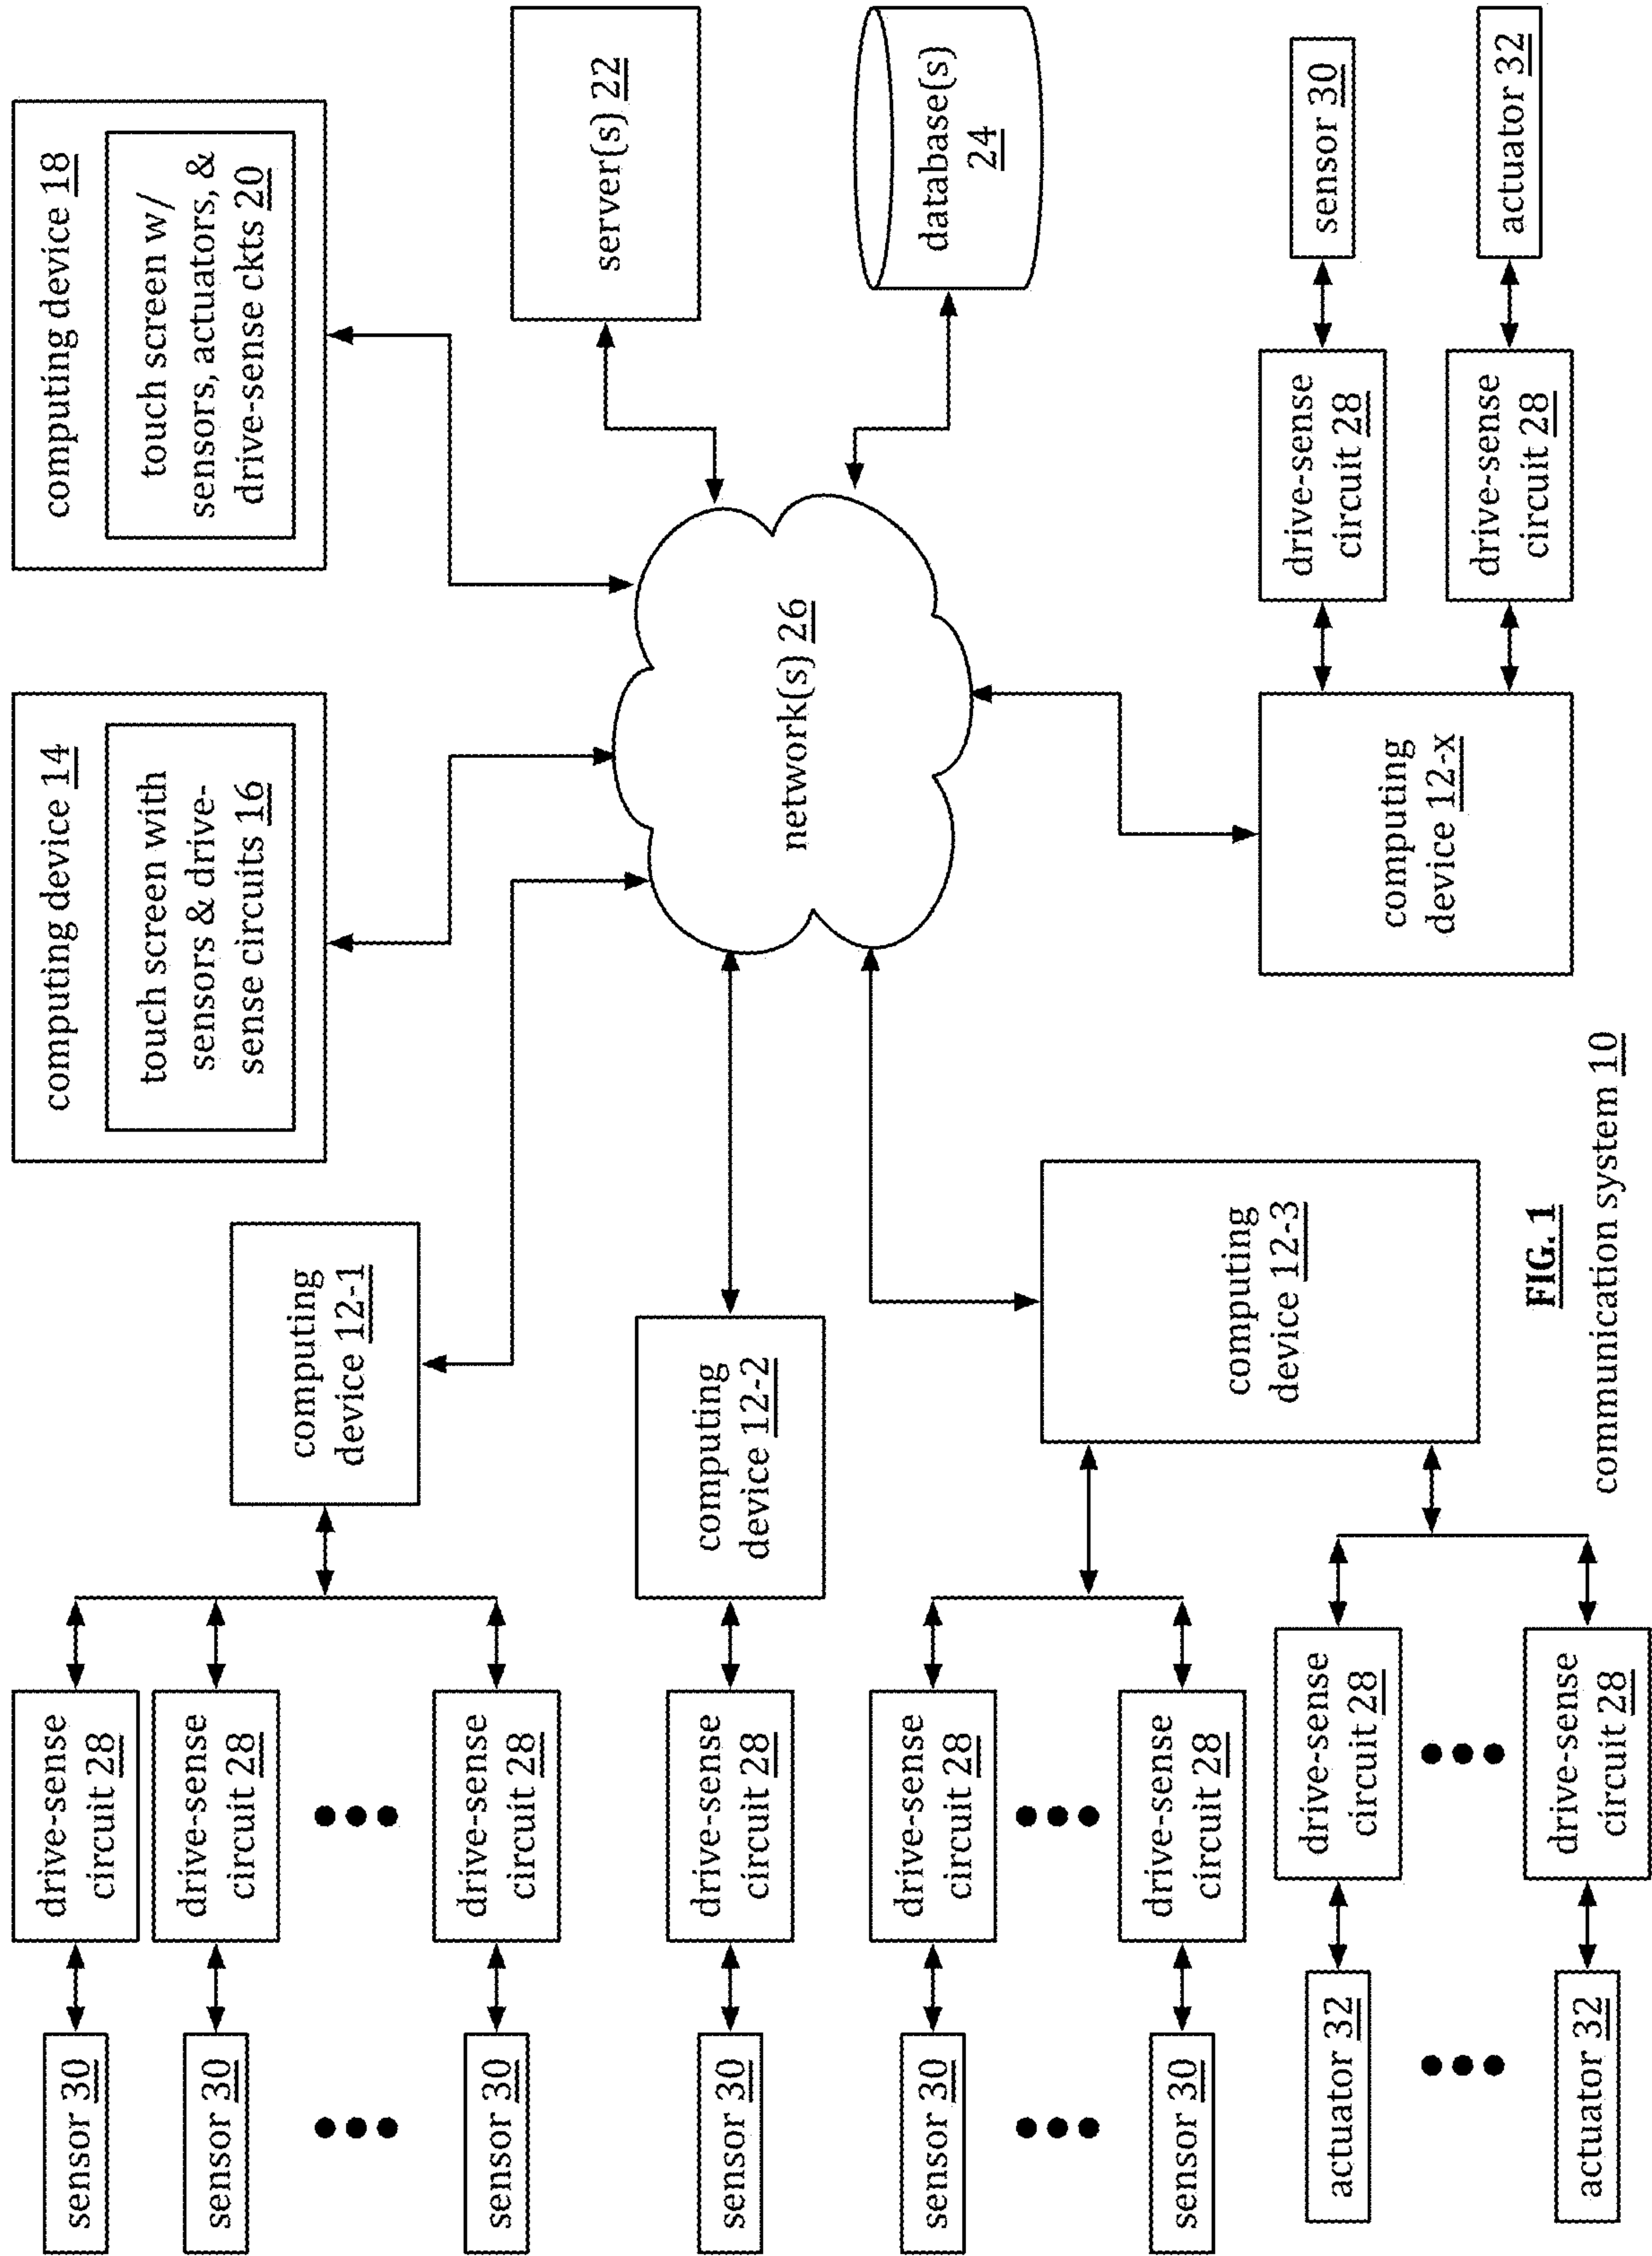 computing device 14
touch screen with
sensors & drive-
sense circuits 16
computing device 18
touch screen w/
sensors, actuators, &
drive-sense ckts 20
sensor 30
drive-sense
circuit 28
sensor 30
drive-sense
circuit 28
sensor 30
drive-sense
circuit 28
computing
device 12-1
server(s) 22
sensor 30
drive-sense
circuit 28
computing
device 12-2
network(s) 26
database(s)
24
sensor 30
drive-sense
circuit 28
sensor 30
drive-sense
circuit 28
computing
device 12-3
actuator 32
drive-sense
circuit 28
actuator 32
drive-sense
circuit 28
computing
device 12-x
drive-sense
circuit 28
sensor 30
drive-sense
circuit 28
actuator 32
FIG. 1
communication system 10